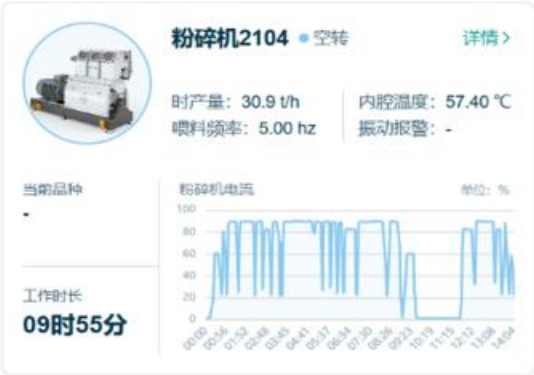 粉碎机2104 空转 详情
时产量：30.9 t/h 内腔温度：57.40 ℃
喂料频率：5.00 hz 振动报警：-
当前品种
-
工作时长
09时55分
粉碎机电流 单位：%
100
80
60
40
20
0
00:00 00:56 01:52 02:48 03:45 04:41 05:37 06:34 07:30 08:26 09:23 10:19 11:15 12:12 13:08 14:04